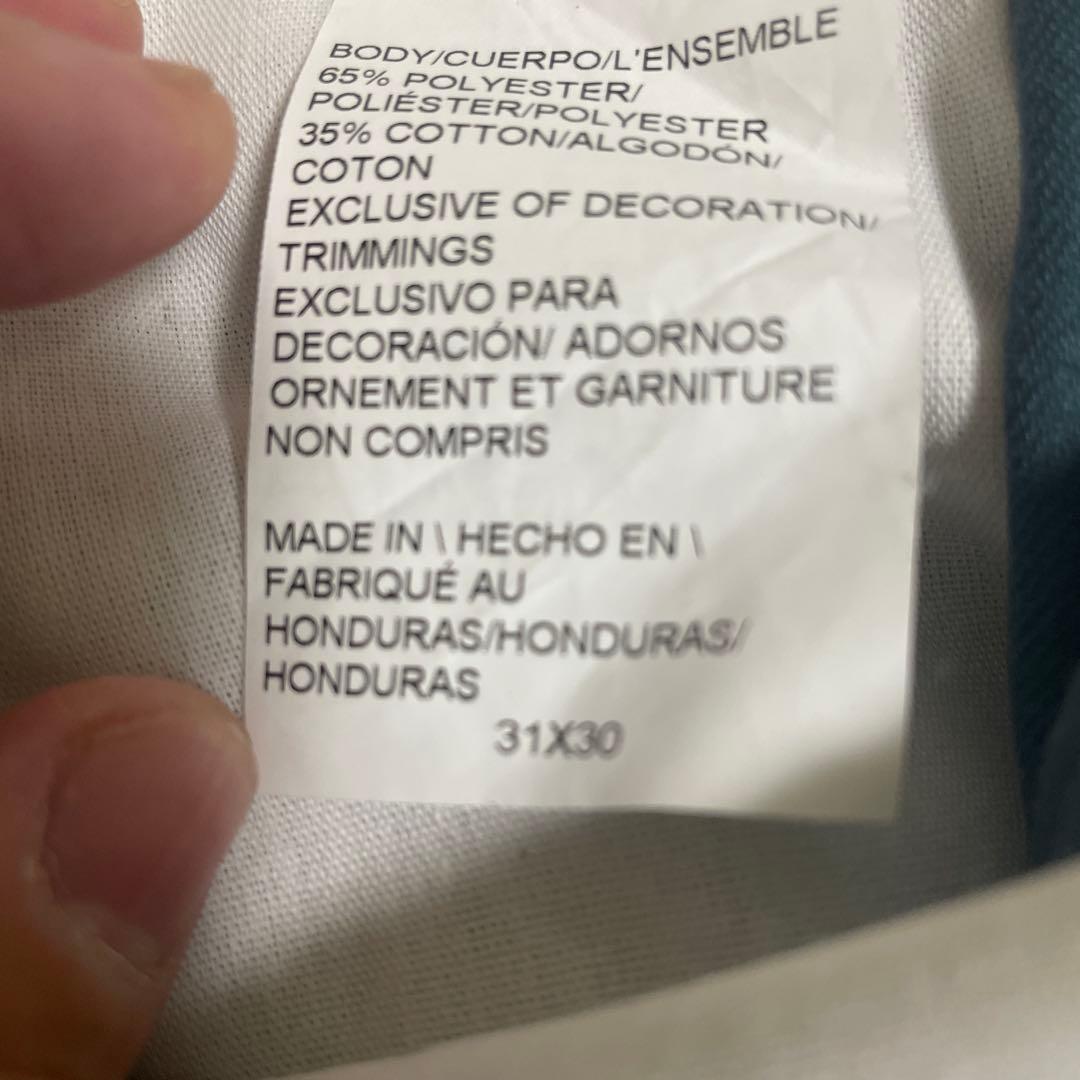 BODY/CUERPO/L'ENSEMBLE
65% POLYESTER/
POLIÉSTER/POLYESTER
35% COTTON/ALGODÓN/
COTON
EXCLUSIVE OF DECORATION/
TRIMMINGS
EXCLUSIVO PARA
DECORACIÓN/ ADORNOS
ORNEMENT ET GARNITURE
NON COMPRIS
MADE IN \ HECHO EN \
FABRIQUÉ AU
HONDURAS/HONDURAS/
HONDURAS
31X30